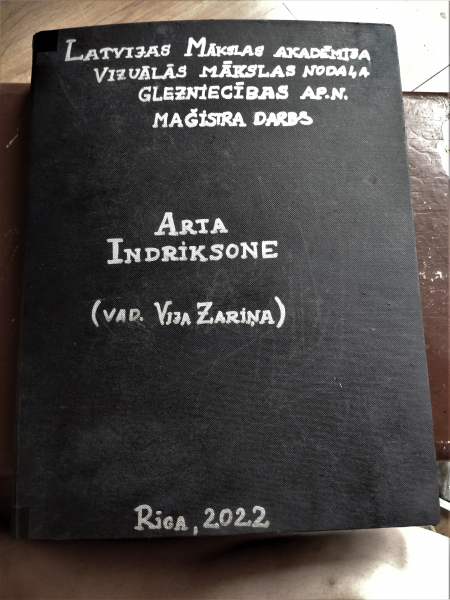 LATVIJAS MĀKSLAS AKADĒMIJA
VIZUĀLĀS MĀKSLAS NODAĻA
GLEZNIECĪBAS AP.N.
MAĢISTRA DARBS
ARTA
INDRIKSONE
(VAD. VIJA ZARIŅA)
RīGA, 2022